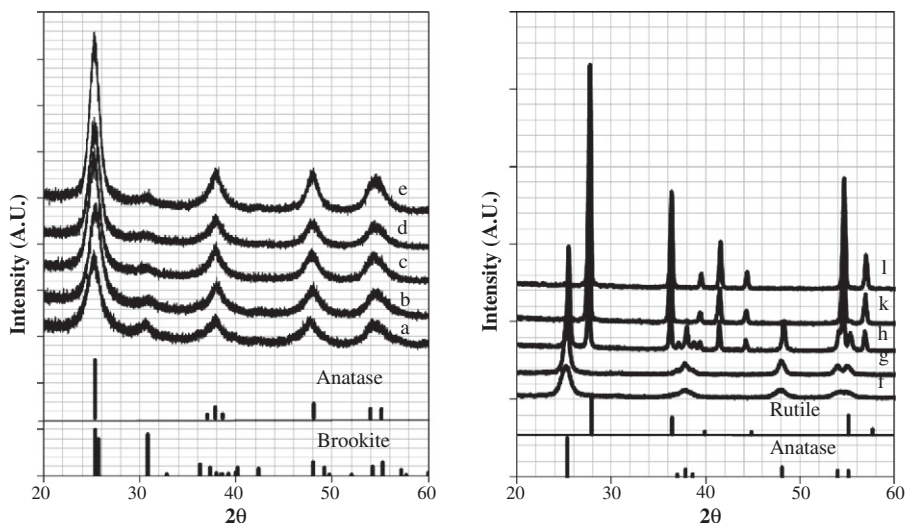 Intensity (A.U.)
e
d
c
b
a
Anatase
Brookite
20 30 40 50 60
2θ
Intensity (A.U.)
l
k
h
g
f
Rutile
Anatase
20 30 40 50 60
2θ